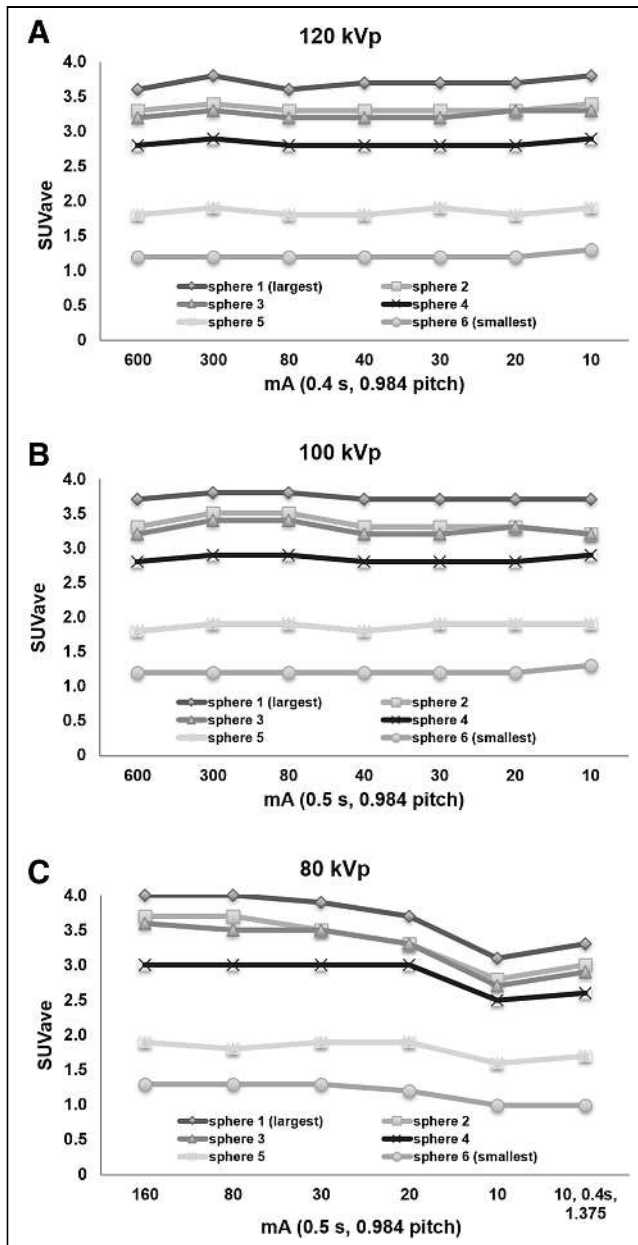 A
120 kVp
4.0
3.5
3.0
2.5
2.0
1.5
1.0
0.5
0
SUVave
sphere 1 (largest) sphere 2
sphere 3 sphere 4
sphere 5 sphere 6 (smallest)
600 300 80 40 30 20 10
mA (0.4 s, 0.984 pitch)
B
100 kVp
4.0
3.5
3.0
2.5
2.0
1.5
1.0
0.5
0
SUVave
sphere 1 (largest) sphere 2
sphere 3 sphere 4
sphere 5 sphere 6 (smallest)
600 300 80 40 30 20 10
mA (0.5 s, 0.984 pitch)
C
80 kVp
4.0
3.5
3.0
2.5
2.0
1.5
1.0
0.5
0
SUVave
sphere 1 (largest) sphere 2
sphere 3 sphere 4
sphere 5 sphere 6 (smallest)
160 80 30 20 10 10, 0.4s,
1.375
mA (0.5 s, 0.984 pitch)